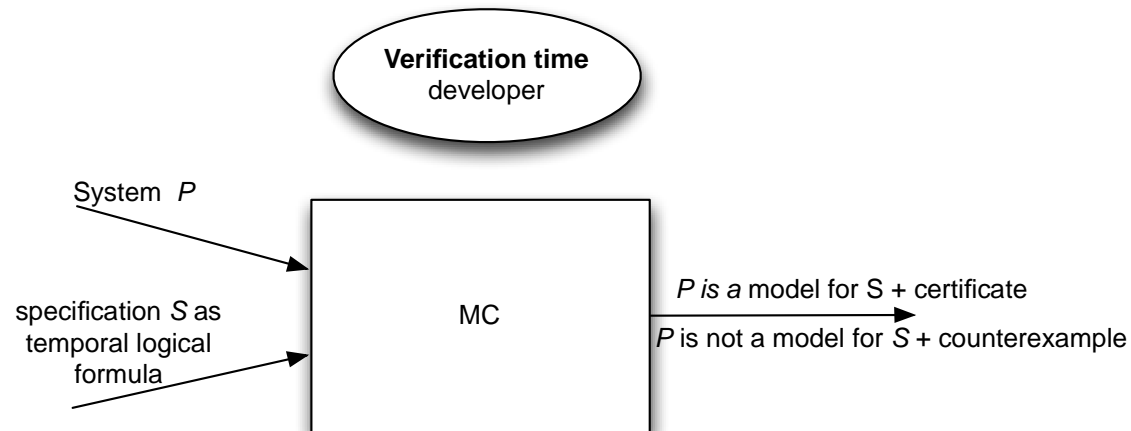 Verification time
developer
System P
specification S as
temporal logical
formula
MC
P is a model for S + certificate
P is not a model for S + counterexample